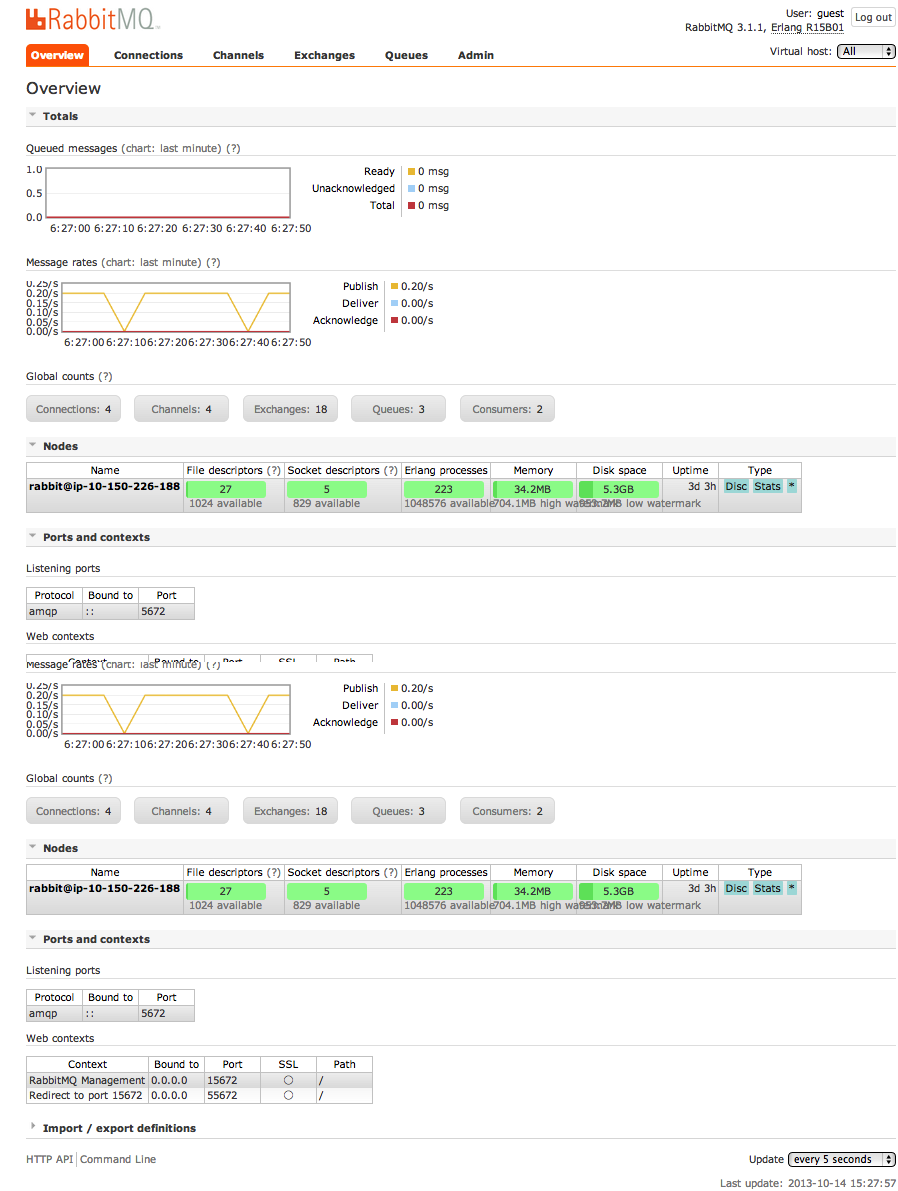 RabbitMQ™
User: guest Log out
RabbitMQ 3.1.1, Erlang R15B01
Overview Connections Channels Exchanges Queues Admin Virtual host: All
Overview
Totals
Queued messages (chart: last minute) (?)
1.0
0.5
0.0
6:27:00 6:27:10 6:27:20 6:27:30 6:27:40 6:27:50
Ready 0 msg
Unacknowledged 0 msg
Total 0 msg
Message rates (chart: last minute) (?)
0.25/s
0.20/s
0.15/s
0.10/s
0.05/s
0.00/s
6:27:00 6:27:10 6:27:20 6:27:30 6:27:40 6:27:50
Publish 0.20/s
Deliver 0.00/s
Acknowledge 0.00/s
Global counts (?)
Connections: 4 Channels: 4 Exchanges: 18 Queues: 3 Consumers: 2
Nodes
Name File descriptors (?) Socket descriptors (?) Erlang processes Memory Disk space Uptime Type
rabbit@ip-10-150-226-188 27 5 223 34.2MB 5.3GB 3d 3h Disc Stats *
1024 available 829 available 1048576 available 704.1MB high watermark low watermark
Ports and contexts
Listening ports
Protocol Bound to Port
amqp :: 5672
Web contexts
Context Bound to Port SSL Path
Message rates (chart: last minute) (?)
0.25/s
0.20/s
0.15/s
0.10/s
0.05/s
0.00/s
6:27:00 6:27:10 6:27:20 6:27:30 6:27:40 6:27:50
Publish 0.20/s
Deliver 0.00/s
Acknowledge 0.00/s
Global counts (?)
Connections: 4 Channels: 4 Exchanges: 18 Queues: 3 Consumers: 2
Nodes
Name File descriptors (?) Socket descriptors (?) Erlang processes Memory Disk space Uptime Type
rabbit@ip-10-150-226-188 27 5 223 34.2MB 5.3GB 3d 3h Disc Stats *
1024 available 829 available 1048576 available 704.1MB high watermark low watermark
Ports and contexts
Listening ports
Protocol Bound to Port
amqp :: 5672
Web contexts
Context Bound to Port SSL Path
RabbitMQ Management 0.0.0.0 15672 ○ /
Redirect to port 15672 0.0.0.0 55672 ○ /
Import / export definitions
HTTP API Command Line Update every 5 seconds
Last update: 2013-10-14 15:27:57